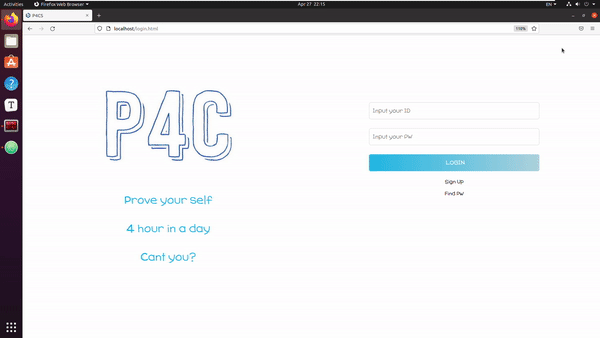 Activities
Firefox Web Browser
Apr 27 22:15
EN
P4CS
localhost/login.html
110%
P4C
Prove your self
4 hour in a day
Cant you?
Input your ID
Input your PW
LOGIN
Sign Up
Find PW